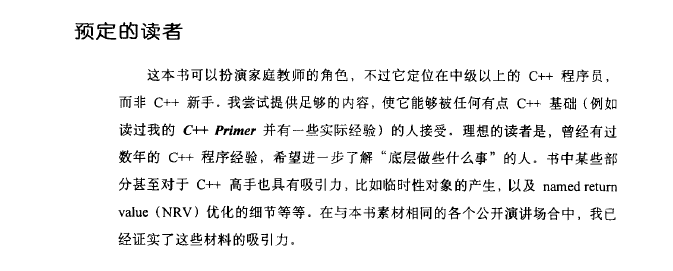 预定的读者
这本书可以扮演家庭教师的角色，不过它定位在中级以上的 C++ 程序员，
而非 C++ 新手。我尝试提供足够的内容，使它能够被任何有点 C++ 基础（例如
读过我的 C++ Primer 并有一些实际经验）的人接受。理想的读者是，曾经有过
数年的 C++ 程序经验，希望进一步了解“底层做些什么事”的人。书中某些部
分甚至对于 C++ 高手也具有吸引力，比如临时性对象的产生，以及 named return
value（NRV）优化的细节等等。在与本书素材相同的各个公开演讲场合中，我已
经证实了这些材料的吸引力。